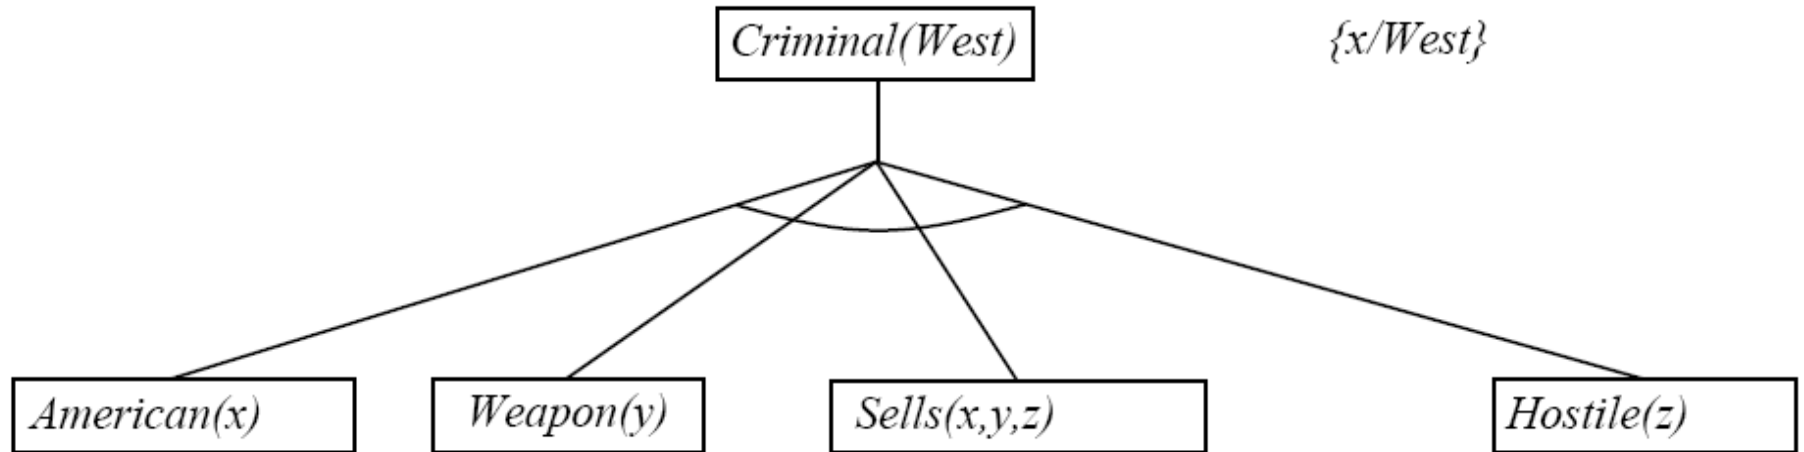 Criminal(West)
{x/West}
American(x)
Weapon(y)
Sells(x,y,z)
Hostile(z)